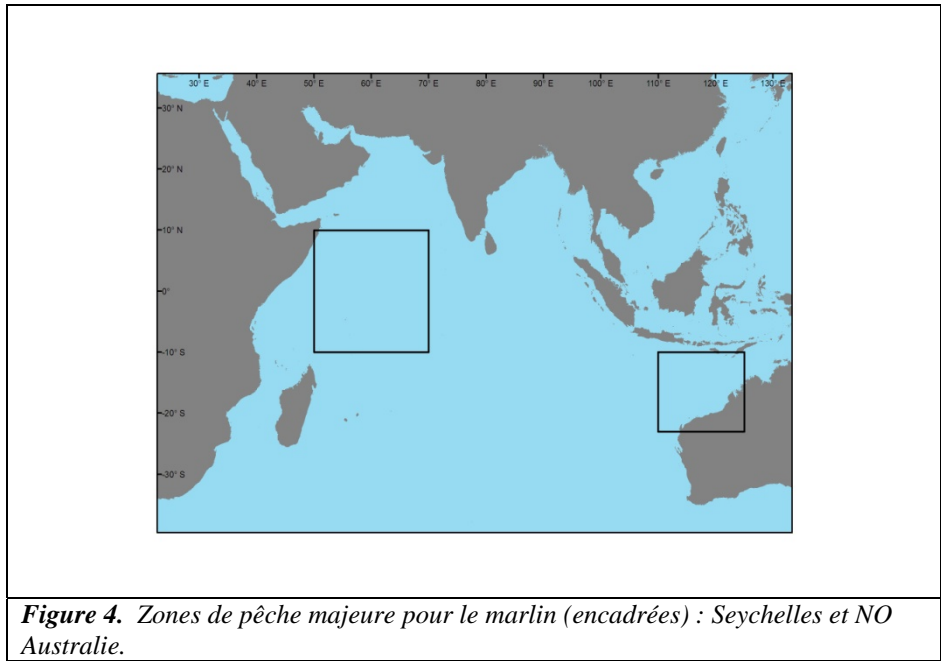 30° E 40° E 50° E 60° E 70° E 80° E 90° E 100° E 110° E 120° E 130° E
30° N
20° N
10° N
0°
10° S
20° S
30° S
Figure 4. Zones de pêche majeure pour le marlin (encadrées) : Seychelles et NO
Australie.